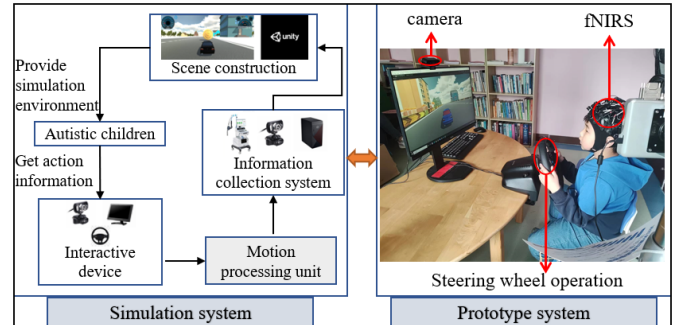 unity
Scene construction
Provide
simulation
environment
Autistic children
Get action
information
Information
collection system
Interactive
device
Motion
processing unit
Simulation system
camera
fNIRS
Steering wheel operation
Prototype system